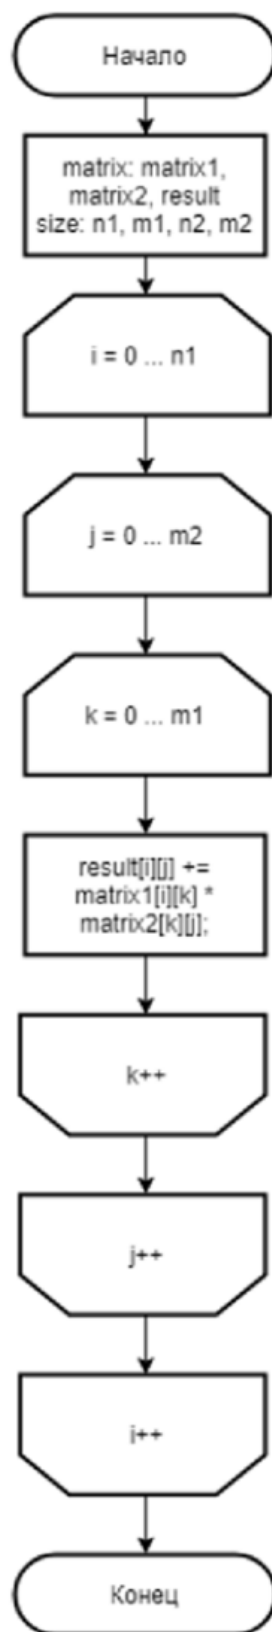 Начало
matrix: matrix1,
matrix2, result
size: n1, m1, n2, m2
i = 0 ... n1
j = 0 ... m2
k = 0 ... m1
result[i][j] +=
matrix1[i][k] *
matrix2[k][j];
k++
j++
i++
Конец